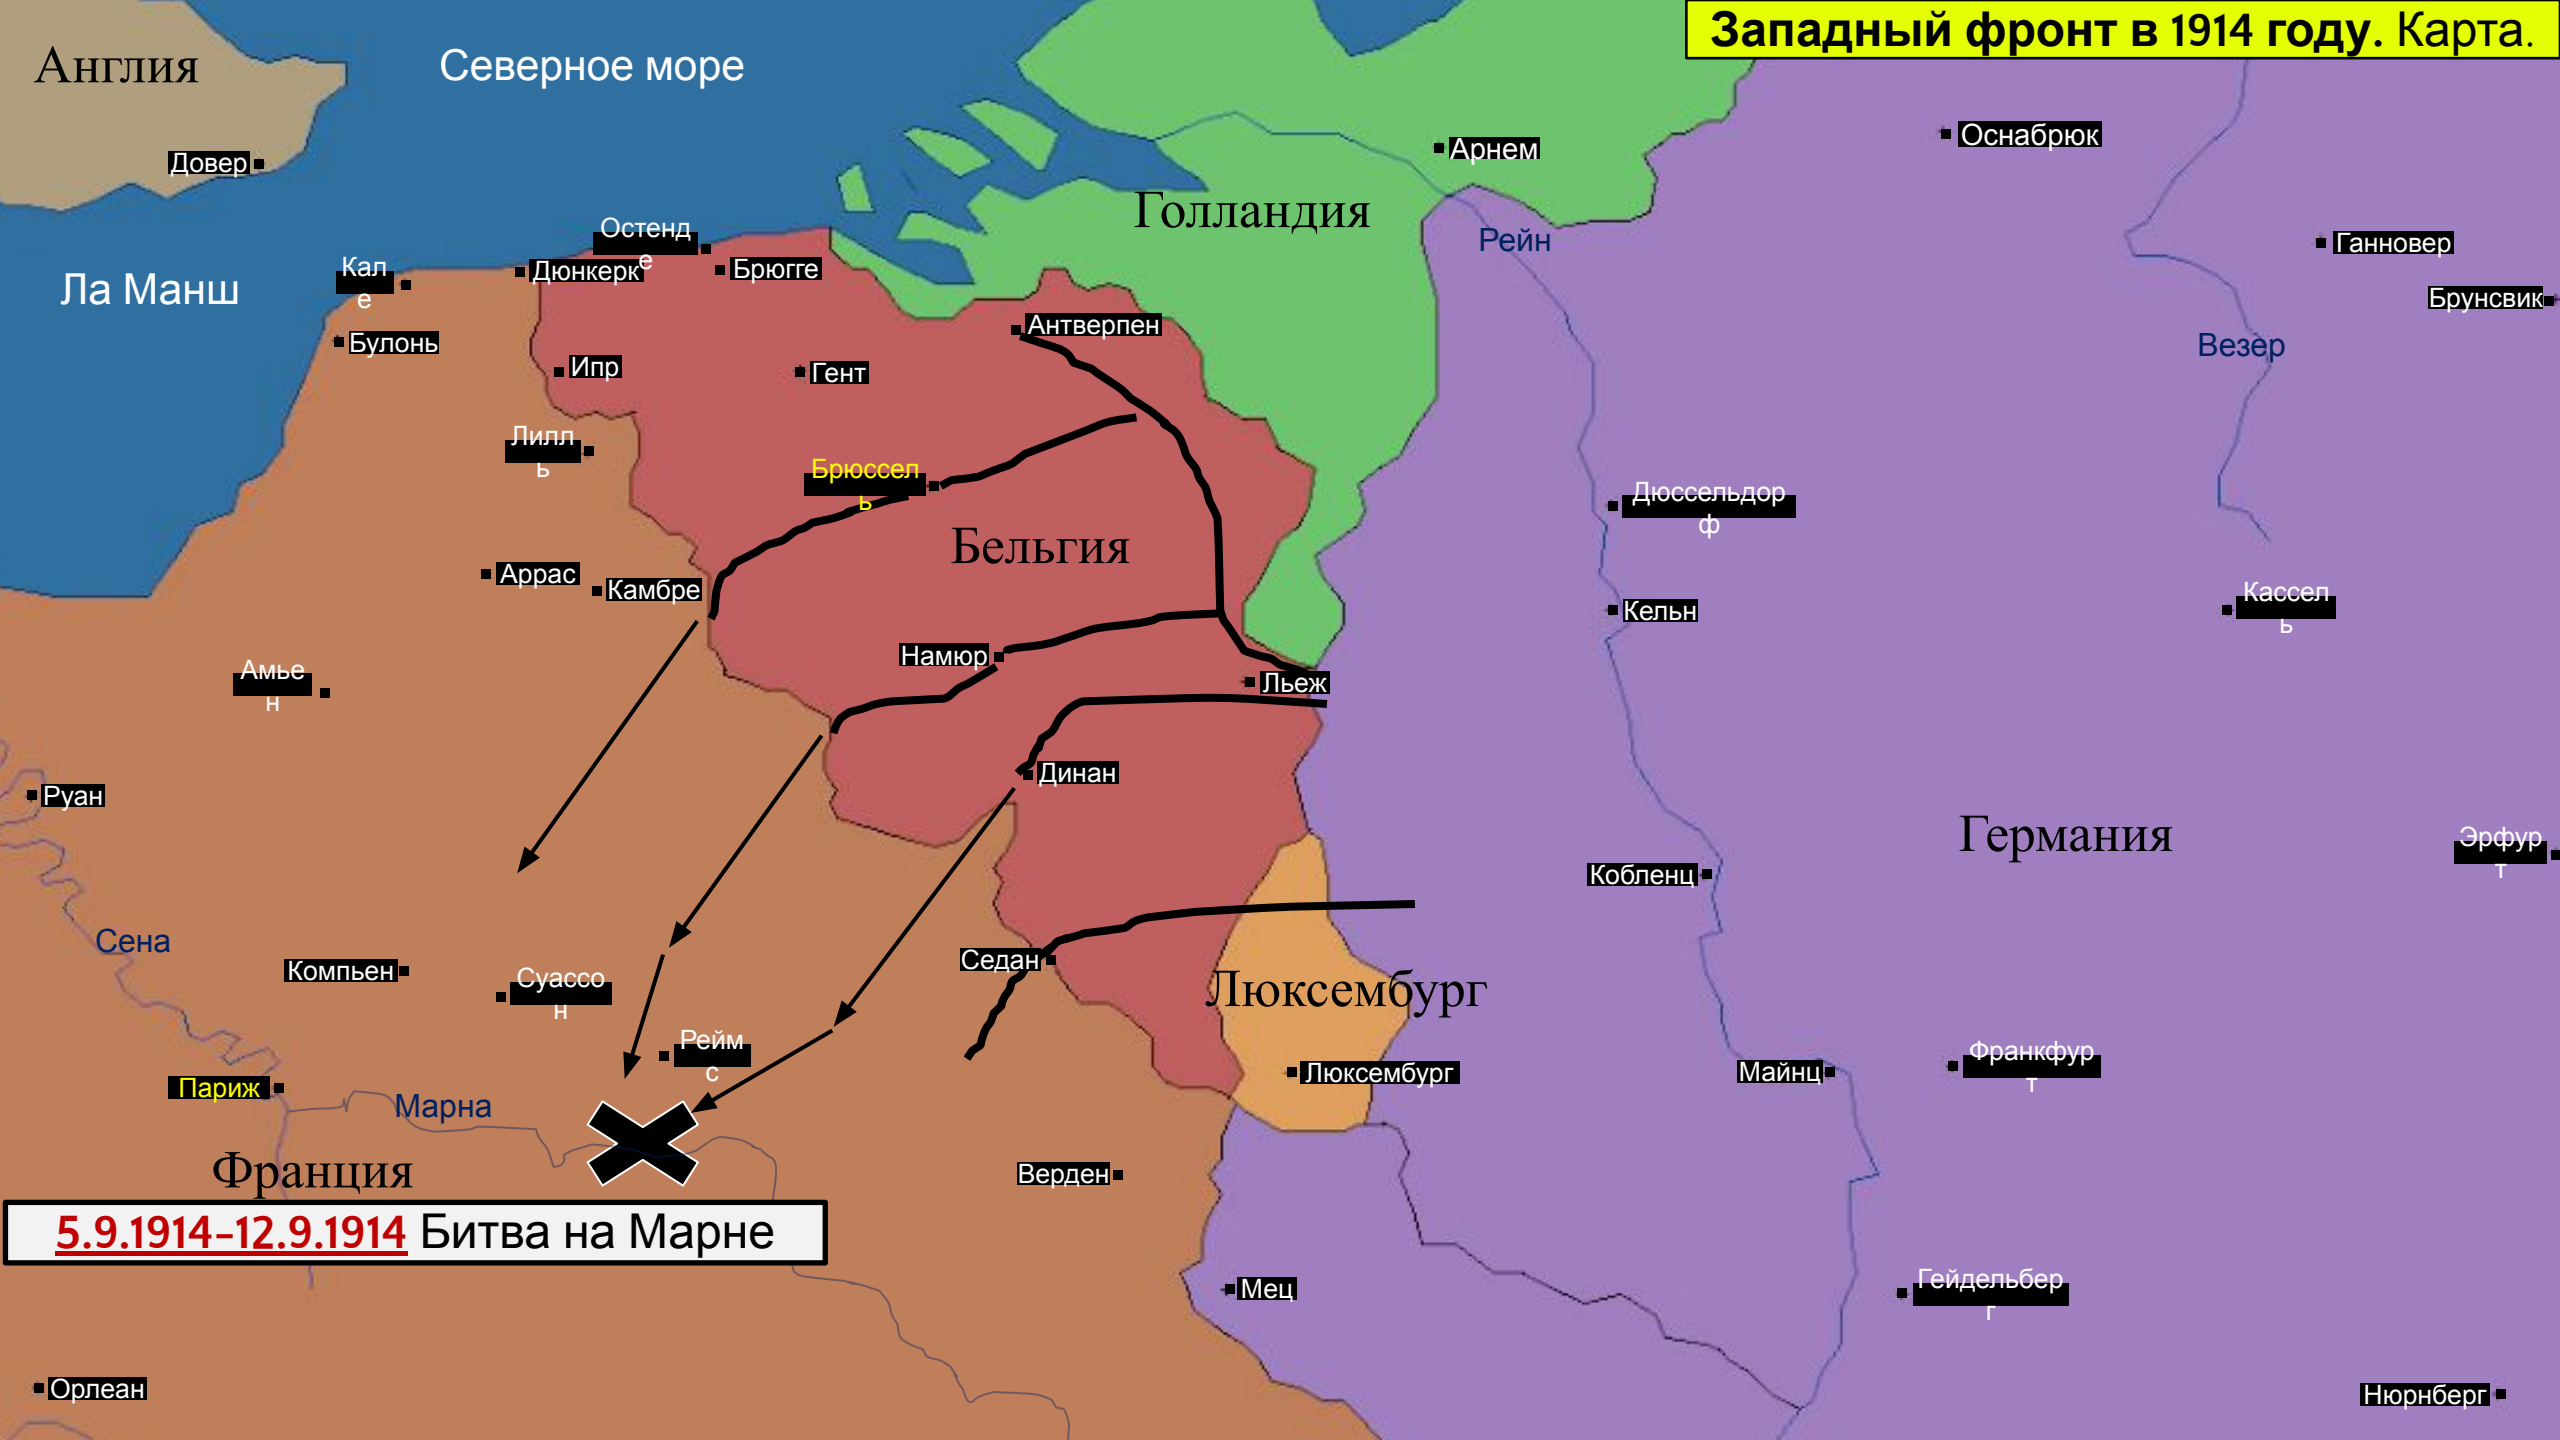 Западный фронт в 1914 году. Карта.
Англия
Северное море
Довер
Арнем
Оснабрюк
Голландия
Остенд
е
Рейн
Ганновер
Кал
е
Дюнкерк
Брюгге
Ла Манш
Брунсвик
Булонь
Антверпен
Везер
Ипр
Гент
Лилл
ь
Брюссел
ь
Дюссельдор
ф
Бельгия
Аррас
Камбре
Кельн
Кассел
ь
Намюр
Амье
н
Льеж
Динан
Руан
Германия
Эрфур
т
Кобленц
Сена
Седан
Компьен
Суассо
н
Люксембург
Рейм
с
Франкфур
т
Люксембург
Майнц
Париж
Марна
Франция
Верден
5.9.1914-12.9.1914 Битва на Марне
Мец
Гейдельбер
г
Орлеан
Нюрнберг